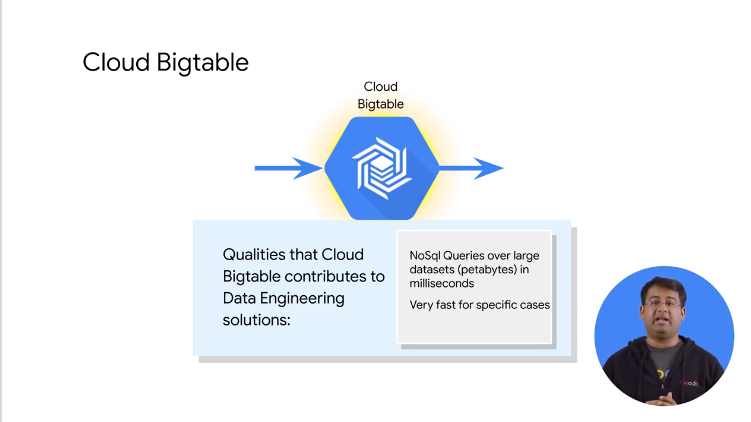 Cloud Bigtable
Cloud
Bigtable
Qualities that Cloud
Bigtable contributes to
Data Engineering
solutions:
NoSql Queries over large
datasets (petabytes) in
milliseconds
Very fast for specific cases